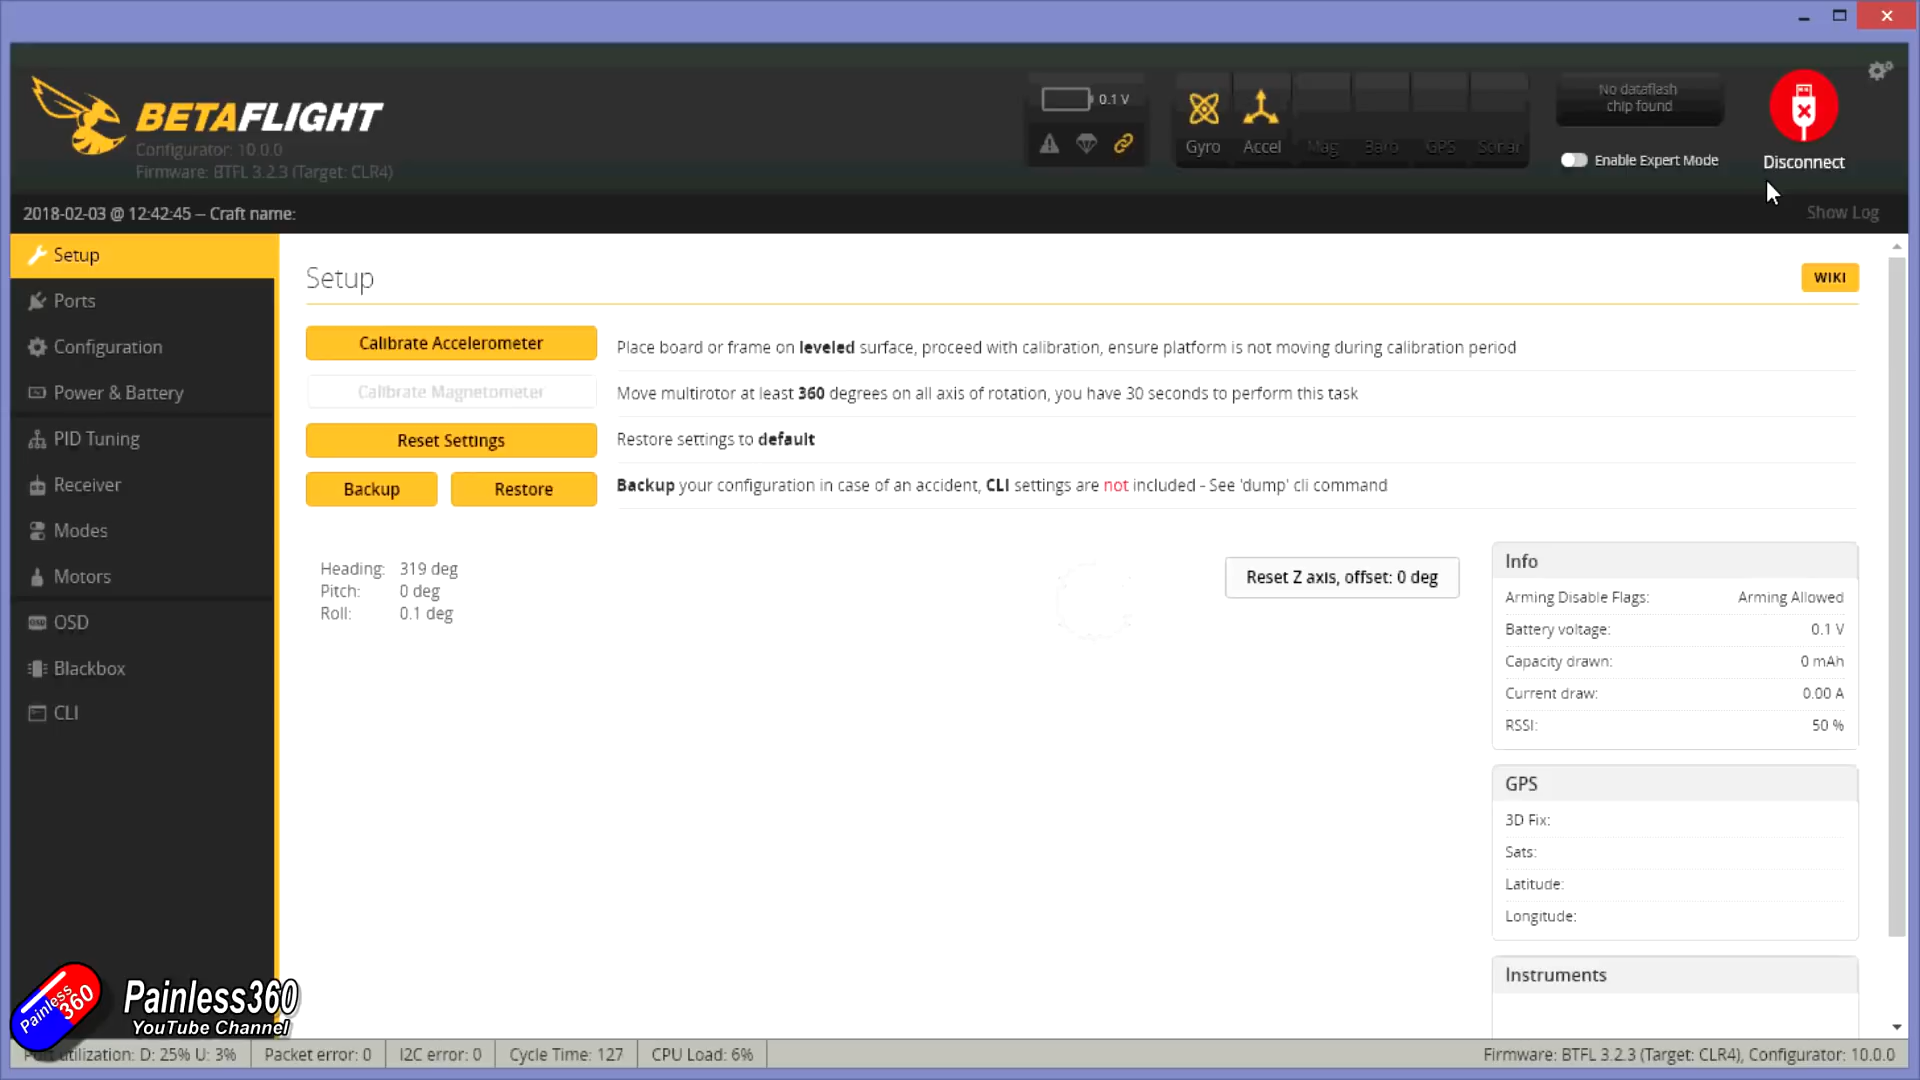 BETAFLIGHT
Configurator: 10.0.0
Firmware: BTFL 3.2.3 (Target: CLR4)
0.1 V
Gyro Accel Mag Baro GPS Sonar
No dataflash
chip found
Enable Expert Mode
Disconnect
2018-02-03 @ 12:42:45 -- Craft name:
Show Log
Setup
Ports
Configuration
Power & Battery
PID Tuning
Receiver
Modes
Motors
OSD
Blackbox
CLI
Setup
WIKI
Calibrate Accelerometer
Place board or frame on leveled surface, proceed with calibration, ensure platform is not moving during calibration period
Calibrate Magnetometer
Move multirotor at least 360 degrees on all axis of rotation, you have 30 seconds to perform this task
Reset Settings
Restore settings to default
Backup Restore
Backup your configuration in case of an accident, CLI settings are not included - See 'dump' cli command
Heading: 319 deg
Pitch: 0 deg
Roll: 0.1 deg
Reset Z axis, offset: 0 deg
Info
Arming Disable Flags: Arming Allowed
Battery voltage: 0.1 V
Capacity drawn: 0 mAh
Current draw: 0.00 A
RSSI: 50 %
GPS
3D Fix:
Sats:
Latitude:
Longitude:
Instruments
Painless
360
Painless360
YouTube Channel
utilization: D: 25% U: 3%
Packet error: 0
I2C error: 0
Cycle Time: 127
CPU Load: 6%
Firmware: BTFL 3.2.3 (Target: CLR4), Configurator: 10.0.0